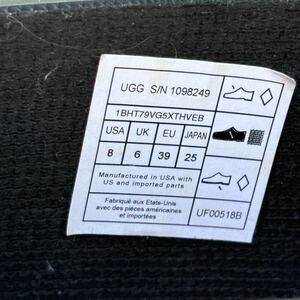 UGG S/N 1098249
1BHT79VG5XTHVEB
USA UK EU JAPAN
8 6 39 25
Manufactured in USA with
US and imported parts
Fabriqué aux Etats-Unis
avec des pièces américaines
et importées
UF00518B